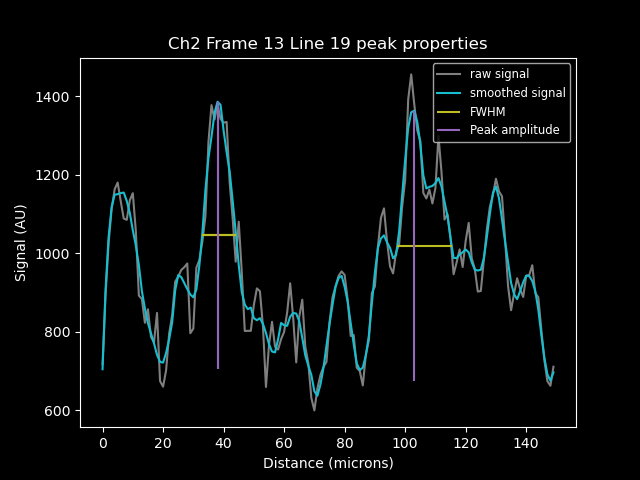 Ch2 Frame 13 Line 19 peak properties
raw signal
smoothed signal
FWHM
Peak amplitude
Signal (AU)
1400
1200
1000
800
600
0 20 40 60 80 100 120 140
Distance (microns)